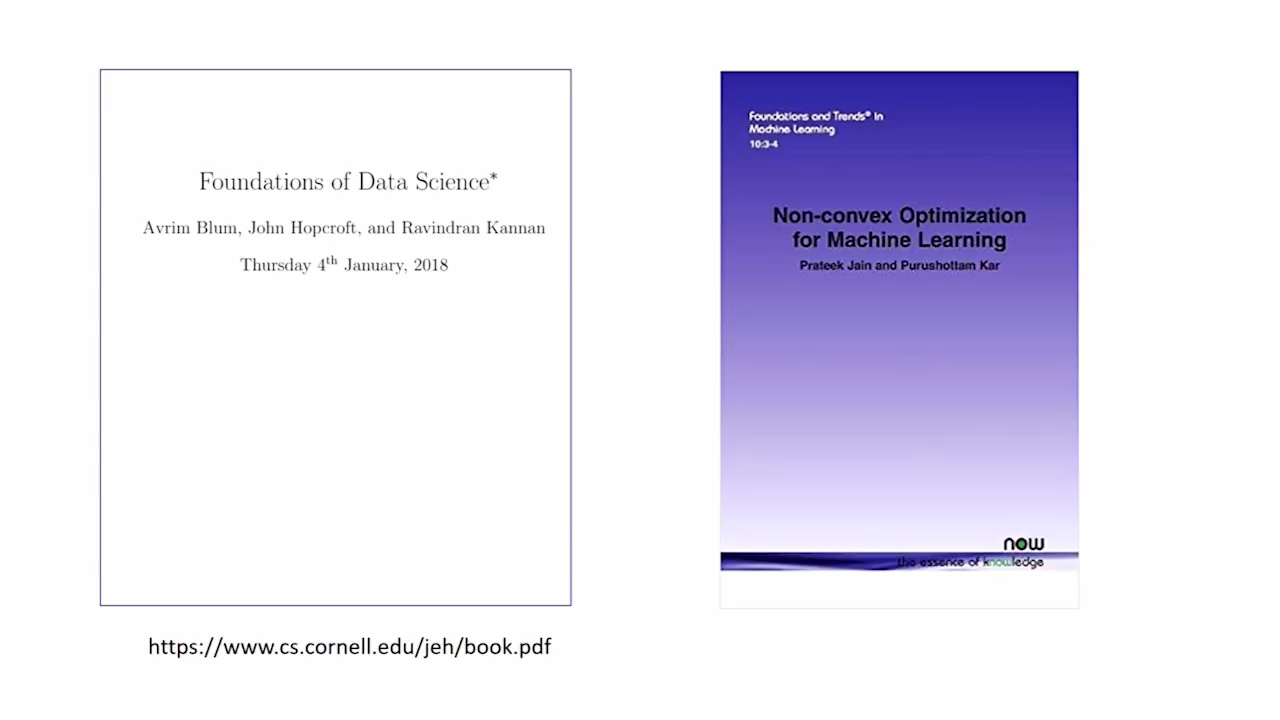 Foundations of Data Science*
Avrim Blum, John Hopcroft, and Ravindran Kannan
Thursday 4th January, 2018
https://www.cs.cornell.edu/jeh/book.pdf
Foundations and Trends® in
Machine Learning
10:3-4
Non-convex Optimization
for Machine Learning
Prateek Jain and Purushottam Kar
now
the essence of knowledge